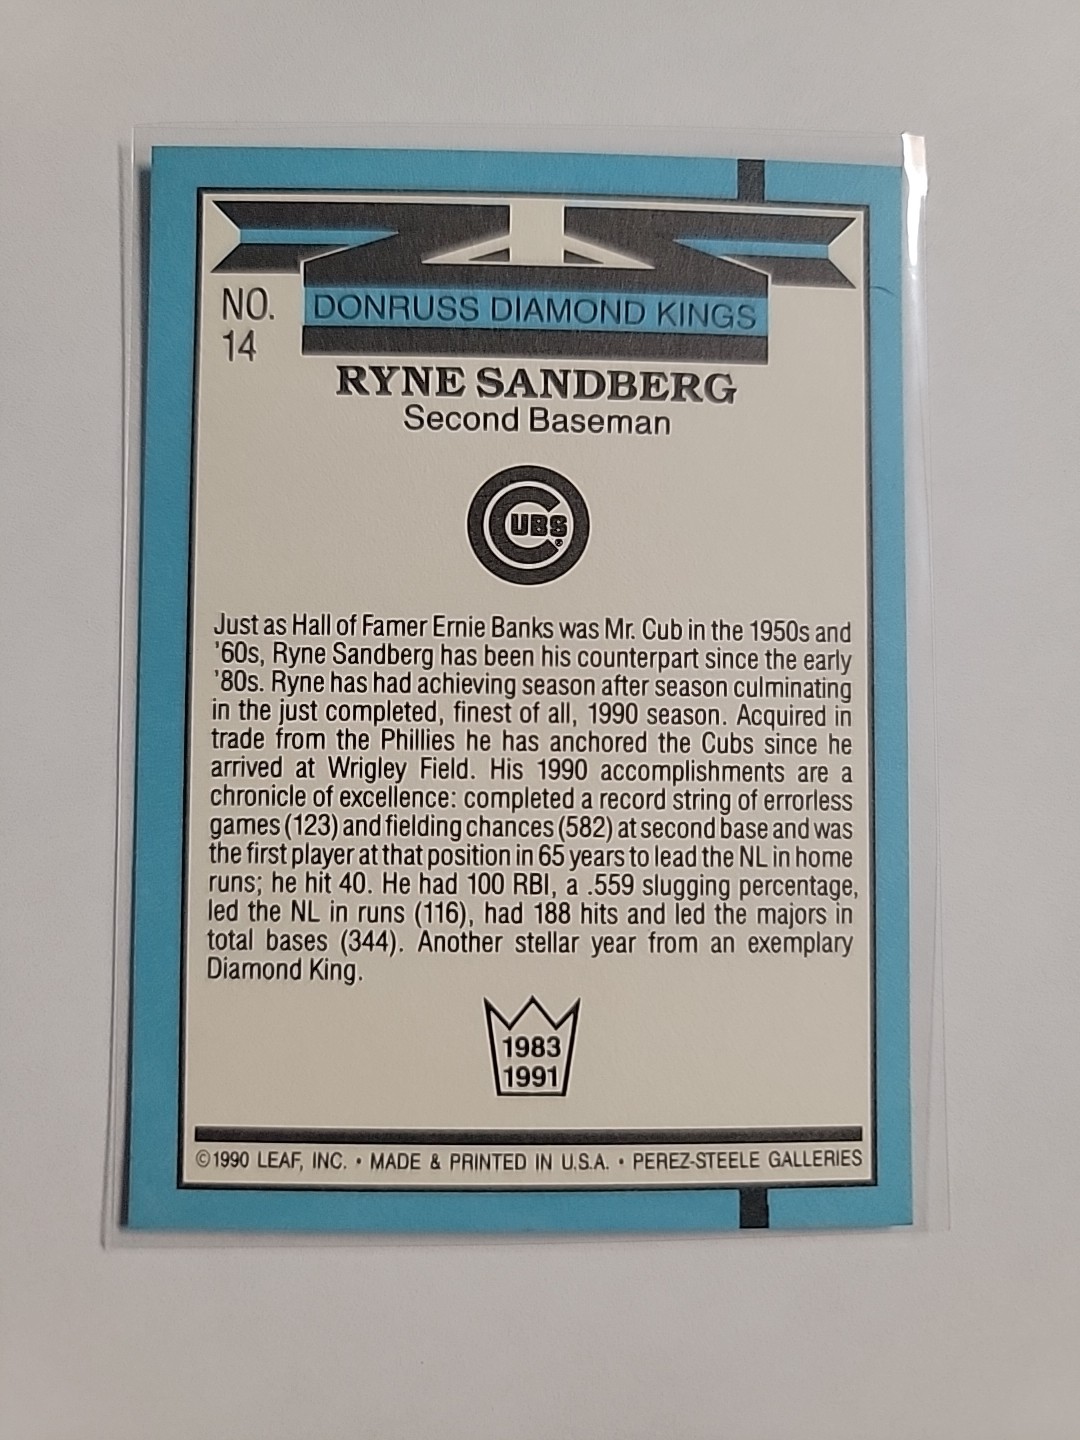 NO.
14
DONRUSS DIAMOND KINGS
RYNE SANDBERG
Second Baseman
CUBS®
Just as Hall of Famer Ernie Banks was Mr. Cub in the 1950s and
'60s, Ryne Sandberg has been his counterpart since the early
'80s. Ryne has had achieving season after season culminating
in the just completed, finest of all, 1990 season. Acquired in
trade from the Phillies he has anchored the Cubs since he
arrived at Wrigley Field. His 1990 accomplishments are a
chronicle of excellence: completed a record string of errorless
games (123) and fielding chances (582) at second base and was
the first player at that position in 65 years to lead the NL in home
runs; he hit 40. He had 100 RBI, a .559 slugging percentage,
led the NL in runs (116), had 188 hits and led the majors in
total bases (344). Another stellar year from an exemplary
Diamond King.
1983
1991
©1990 LEAF, INC. • MADE & PRINTED IN U.S.A. • PEREZ-STEELE GALLERIES